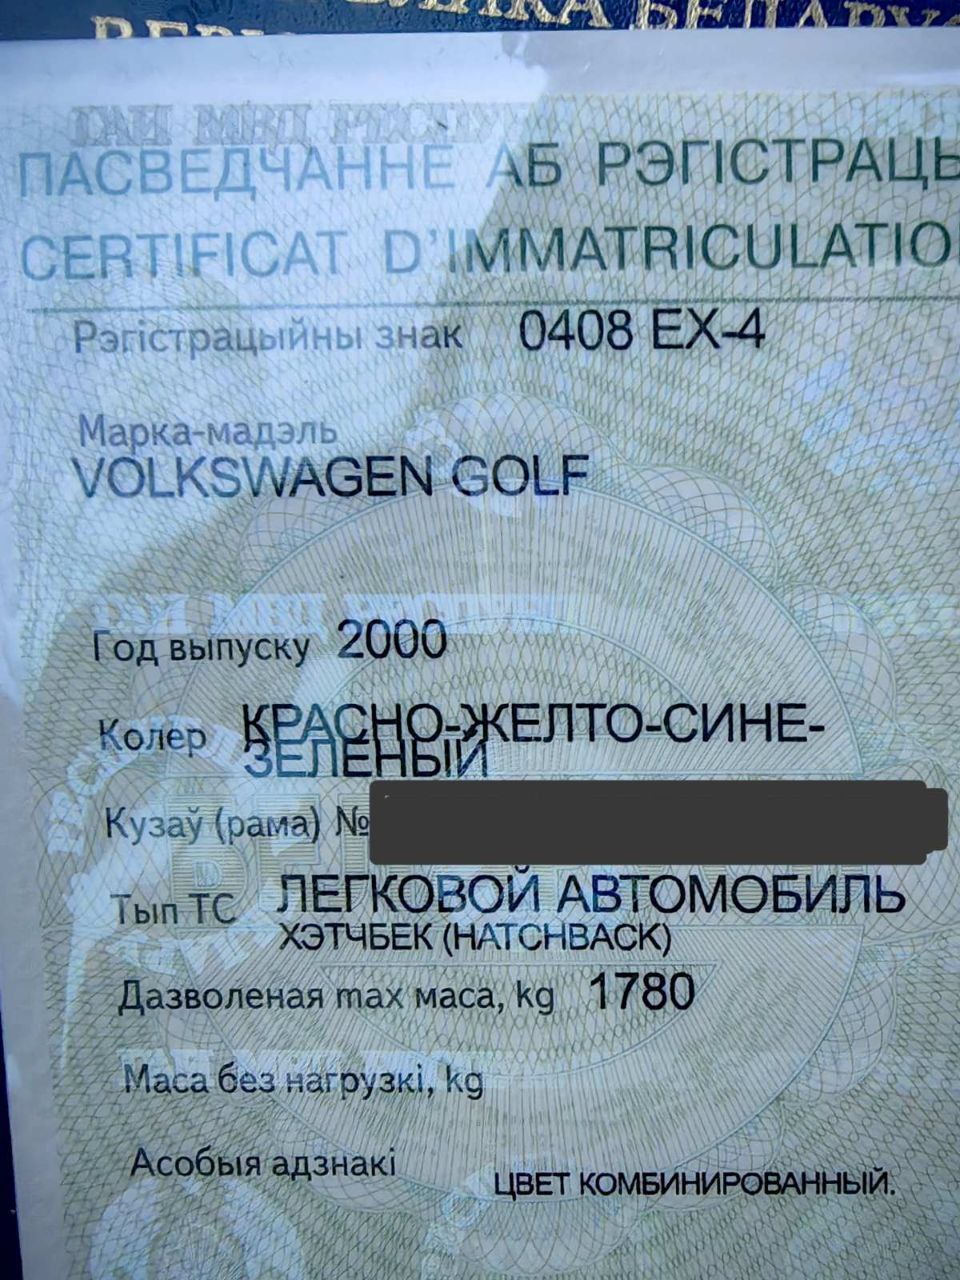 ПАСВЕДЧАННЕ АБ РЭГІСТРАЦЫ
CERTIFICAT D'IMMATRICULATIO
Рэгістрацыйны знак 0408 EX-4
Марка-мадэль
VOLKSWAGEN GOLF
Год выпуску 2000
Колер КРАСНО-ЖЕЛТО-СИНЕ-
ЗЕЛЕНЫЙ
Кузаў (рама) №
Тып ТС ЛЕГКОВОЙ АВТОМОБИЛЬ
ХЭТЧБЕК (HATCHBACK)
Дазволеная max маса, kg 1780
Маса без нагрузкі, kg
Асобыя адзнакі
ЦВЕТ КОМБИНИРОВАННЫЙ.